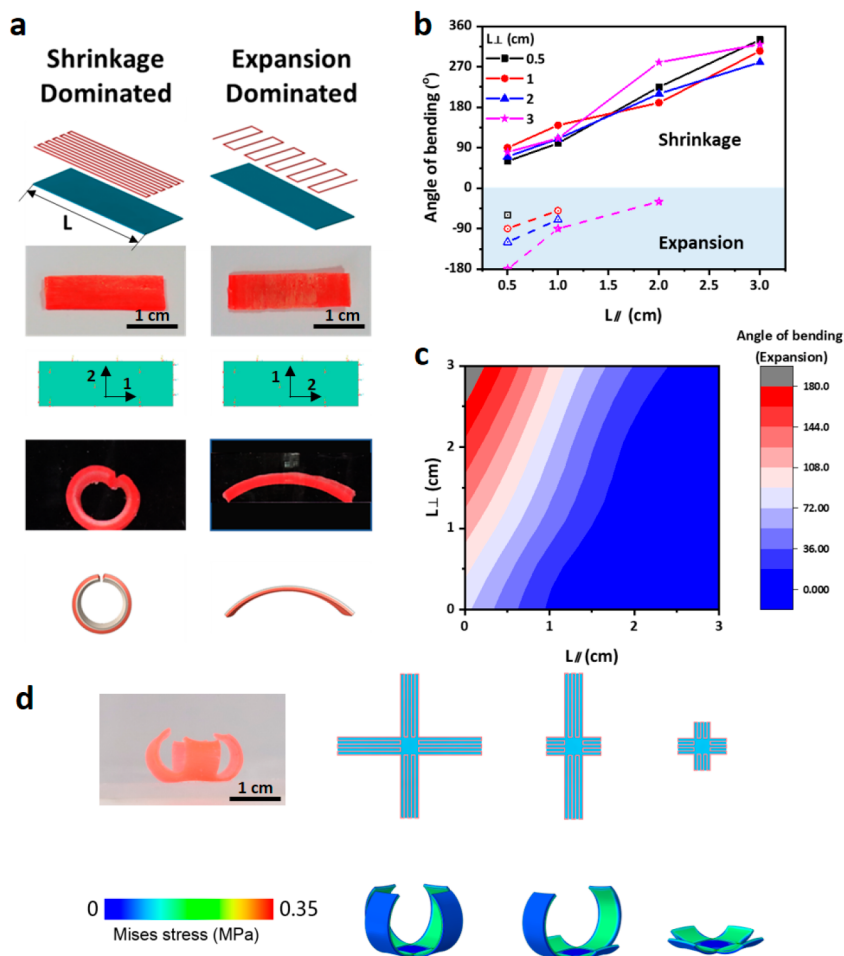 a
Shrinkage
Dominated
Expansion
Dominated
L
1 cm
1 cm
2
1
1
2
b
L⊥ (cm)
0.5
1
2
3
360
270
180
90
0
-90
-180
Angle of bending (°)
Shrinkage
Expansion
0.5
1.0
1.5
2.0
2.5
3.0
L∥ (cm)
c
3
2
1
0
L⊥ (cm)
0
1
2
3
L∥ (cm)
Angle of bending
(Expansion)
180.0
144.0
108.0
72.00
36.00
0.000
d
1 cm
0
0.35
Mises stress (MPa)